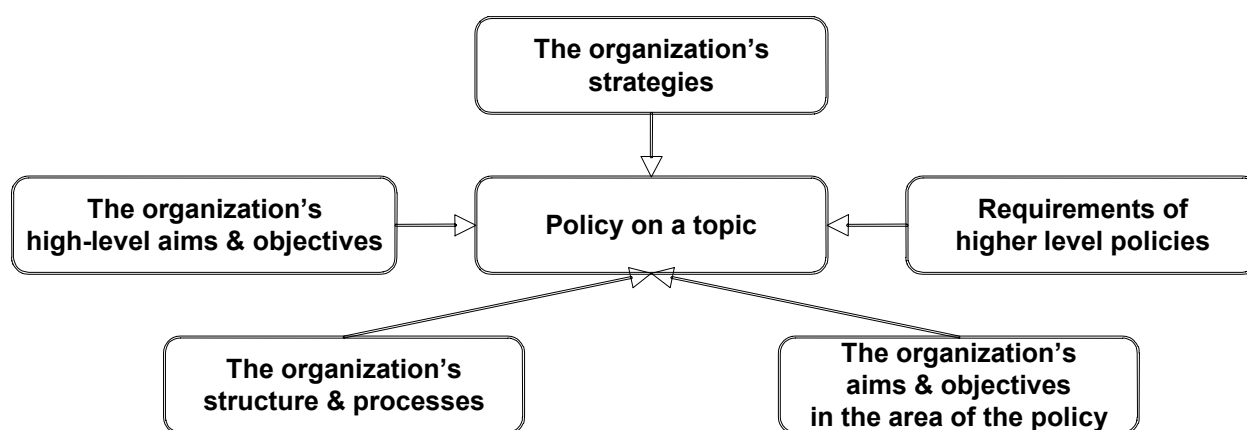 The organization’s
strategies
The organization’s
high-level aims & objectives
Policy on a topic
Requirements of
higher level policies
The organization’s
structure & processes
The organization’s
aims & objectives
in the area of the policy